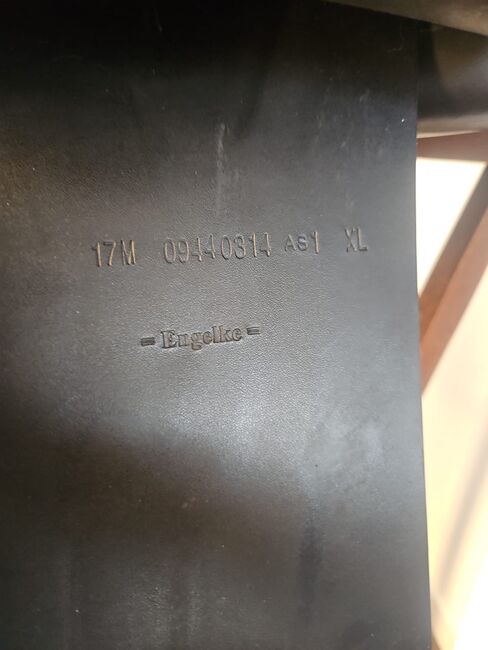 17M 09440314 AS1 XL
= Engelke =